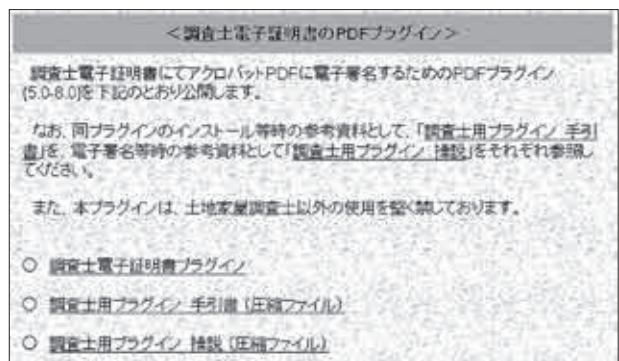 ＜調査士電子証明書のPDFプラグイン＞
調査士電子証明書にてアクロバットPDFに電子署名するためのPDFプラグイン
(5.0-8.0)を下記のとおり公開します。
なお、同プラグインのインストール等時の参考資料として、「調査士用プラグイン 手引
書」を、電子署名等時の参考資料として「調査士用プラグイン 補説」をそれぞれ参照し
てください。
また、本プラグインは、土地家屋調査士以外の使用を堅く禁じております。
○ 調査士電子証明書プラグイン
○ 調査士用プラグイン 手引書（圧縮ファイル）
○ 調査士用プラグイン 補説（圧縮ファイル）